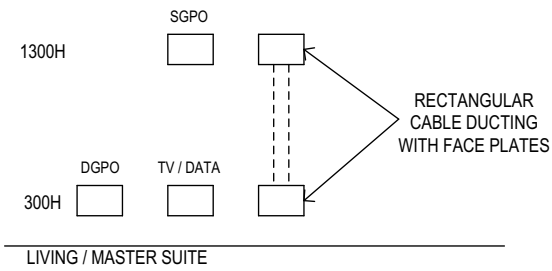 SGPO
1300H
RECTANGULAR
CABLE DUCTING
WITH FACE PLATES
DGPO
TV / DATA
300H
LIVING / MASTER SUITE